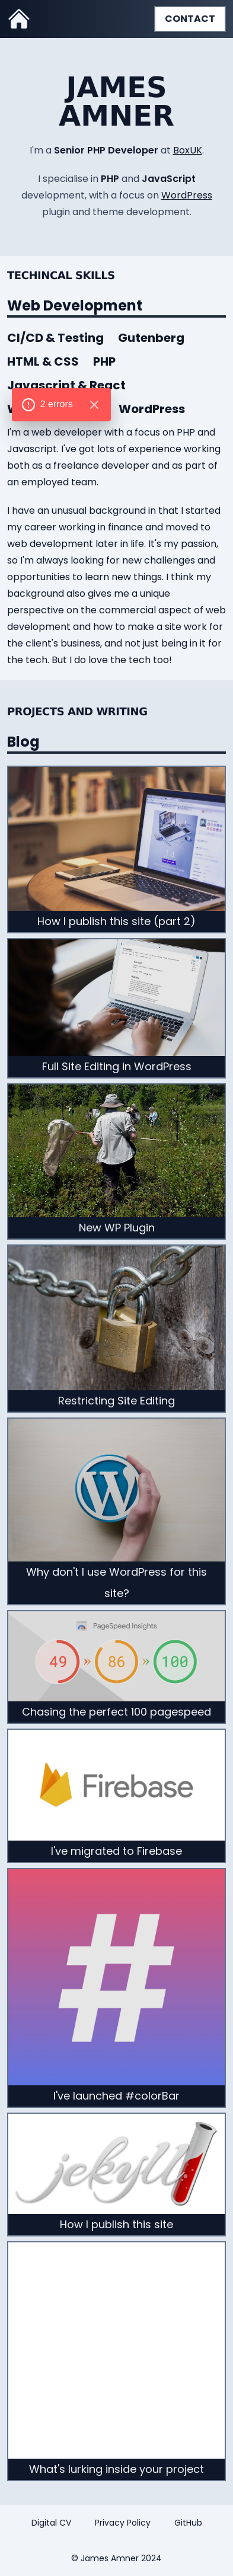 CONTACT
JAMES
AMNER
I'm a Senior PHP Developer at BoxUK.
I specialise in PHP and JavaScript
development, with a focus on WordPress
plugin and theme development.
TECHINCAL SKILLS
Web Development
CI/CD & Testing Gutenberg
HTML & CSS PHP
Javascript & React
2 errors
WordPress
I'm a web developer with a focus on PHP and
Javascript. I've got lots of experience working
both as a freelance developer and as part of
an employed team.
I have an unusual background in that I started
my career working in finance and moved to
web development later in life. It's my passion,
so I'm always looking for new challenges and
opportunities to learn new things. I think my
background also gives me a unique
perspective on the commercial aspect of web
development and how to make a site work for
the client's business, and not just being in it for
the tech. But I do love the tech too!
PROJECTS AND WRITING
Blog
How I publish this site (part 2)
Full Site Editing in WordPress
New WP Plugin
Restricting Site Editing
Why don't I use WordPress for this
site?
PageSpeed Insights
49 » 86 » 100
Chasing the perfect 100 pagespeed
Firebase
I've migrated to Firebase
#
I've launched #colorBar
jekyll
How I publish this site
What's lurking inside your project
Digital CV Privacy Policy GitHub
© James Amner 2024